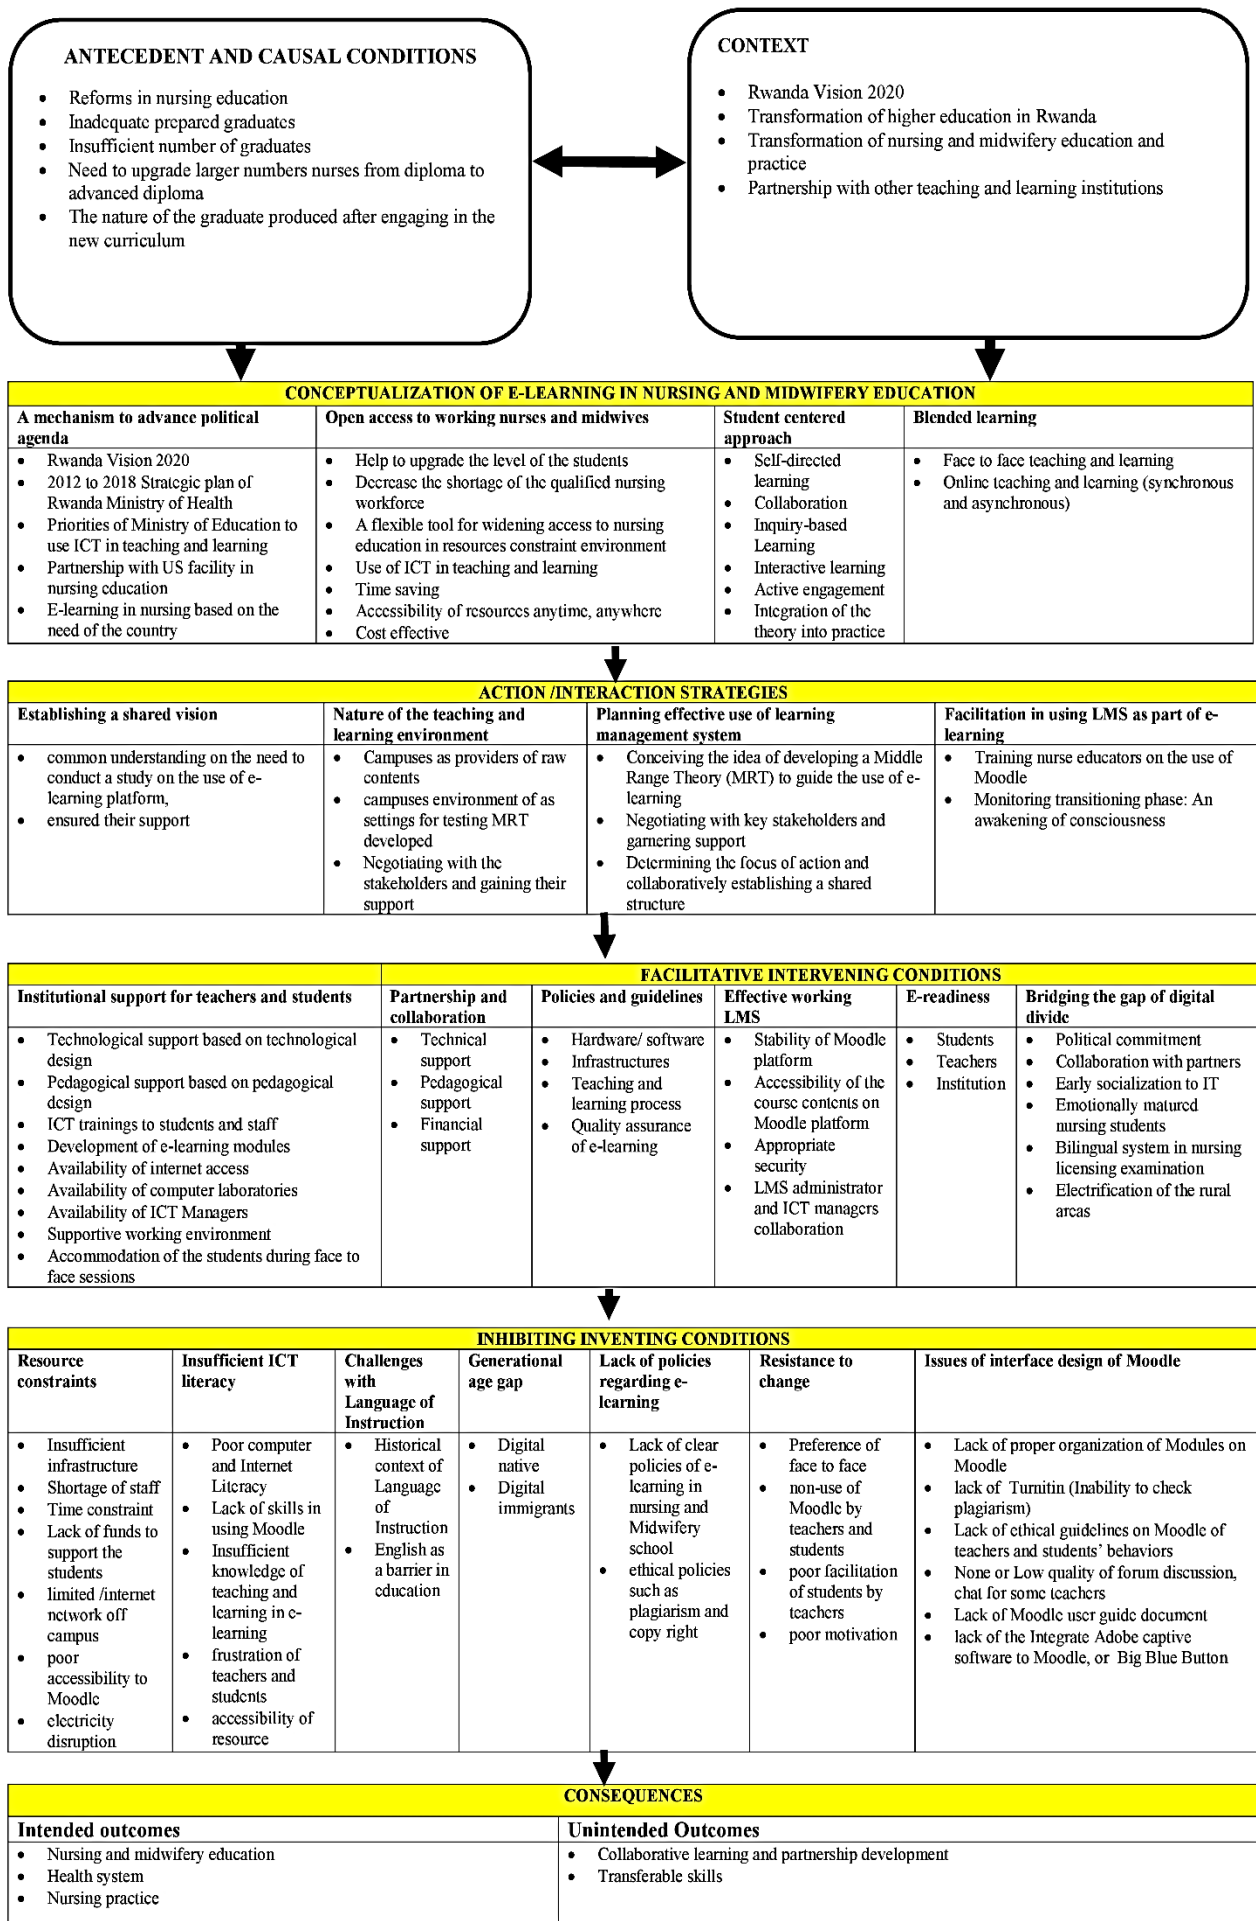 ANTECEDENT AND CAUSAL CONDITIONS
• Reforms in nursing education
• Inadequate prepared graduates
• Insufficient number of graduates
• Need to upgrade larger numbers nurses from diploma to
advanced diploma
• The nature of the graduate produced after engaging in the
new curriculum
CONTEXT
• Rwanda Vision 2020
• Transformation of higher education in Rwanda
• Transformation of nursing and midwifery education and
practice
• Partnership with other teaching and learning institutions
CONCEPTUALIZATION OF E-LEARNING IN NURSING AND MIDWIFERY EDUCATION
A mechanism to advance political
agenda
• Rwanda Vision 2020
• 2012 to 2018 Strategic plan of
Rwanda Ministry of Health
• Priorities of Ministry of Education to
use ICT in teaching and learning
• Partnership with US facility in
nursing education
• E-learning in nursing based on the
need of the country
Open access to working nurses and midwives
• Help to upgrade the level of the students
• Decrease the shortage of the qualified nursing
workforce
• A flexible tool for widening access to nursing
education in resources constraint environment
• Use of ICT in teaching and learning
• Time saving
• Accessibility of resources anytime, anywhere
• Cost effective
Student centered
approach
• Self-directed
learning
• Collaboration
• Inquiry-based
Learning
• Interactive learning
• Active engagement
• Integration of the
theory into practice
Blended learning
• Face to face teaching and learning
• Online teaching and learning (synchronous
and asynchronous)
ACTION /INTERACTION STRATEGIES
Establishing a shared vision
• common understanding on the need to
conduct a study on the use of e-
learning platform,
• ensured their support
Nature of the teaching and
learning environment
• Campuses as providers of raw
contents
• campuses environment of as
settings for testing MRT
developed
• Negotiating with the
stakeholders and gaining their
support
Planning effective use of learning
management system
• Conceiving the idea of developing a Middle
Range Theory (MRT) to guide the use of e-
learning
• Negotiating with key stakeholders and
garnering support
• Determining the focus of action and
collaboratively establishing a shared
structure
Facilitation in using LMS as part of e-
learning
• Training nurse educators on the use of
Moodle
• Monitoring transitioning phase: An
awakening of consciousness
FACILITATIVE INTERVENING CONDITIONS
Institutional support for teachers and students
• Technological support based on technological
design
• Pedagogical support based on pedagogical
design
• ICT trainings to students and staff
• Development of e-learning modules
• Availability of internet access
• Availability of computer laboratories
• Availability of ICT Managers
• Supportive working environment
• Accommodation of the students during face to
face sessions
Partnership and
collaboration
• Technical
support
• Pedagogical
support
• Financial
support
Policies and guidelines
• Hardware/ software
• Infrastructures
• Teaching and
learning process
• Quality assurance
of e-learning
Effective working
LMS
• Stability of Moodle
platform
• Accessibility of the
course contents on
Moodle platform
• Appropriate
security
• LMS administrator
and ICT managers
collaboration
E-readiness
• Students
• Teachers
• Institution
Bridging the gap of digital
divide
• Political commitment
• Collaboration with partners
• Early socialization to IT
• Emotionally matured
nursing students
• Bilingual system in nursing
licensing examination
• Electrification of the rural
areas
INHIBITING INVENTING CONDITIONS
Resource
constraints
• Insufficient
infrastructure
• Shortage of staff
• Time constraint
• Lack of funds to
support the
students
• limited /internet
network off
campus
• poor
accessibility to
Moodle
• electricity
disruption
Insufficient ICT
literacy
• Poor computer
and Internet
Literacy
• Lack of skills in
using Moodle
• Insufficient
knowledge of
teaching and
learning in e-
learning
• frustration of
teachers and
students
• accessibility of
resource
Challenges
with
Language of
Instruction
• Historical
context of
Language
of
Instruction
• English as
a barrier in
education
Generational
age gap
• Digital
native
• Digital
immigrants
Lack of policies
regarding e-
learning
• Lack of clear
policies of e-
learning in
nursing and
Midwifery
school
• ethical policies
such as
plagiarism and
copy right
Resistance to
change
• Preference of
face to face
• non-use of
Moodle by
teachers and
students
• poor facilitation
of students by
teachers
• poor motivation
Issues of interface design of Moodle
• Lack of proper organization of Modules on
Moodle
• lack of Turnitin (Inability to check
plagiarism)
• Lack of ethical guidelines on Moodle of
teachers and students' behaviors
• None or Low quality of forum discussion,
chat for some teachers
• Lack of Moodle user guide document
• lack of the Integrate Adobe captive
software to Moodle, or Big Blue Button
CONSEQUENCES
Intended outcomes
• Nursing and midwifery education
• Health system
• Nursing practice
Unintended Outcomes
• Collaborative learning and partnership development
• Transferable skills